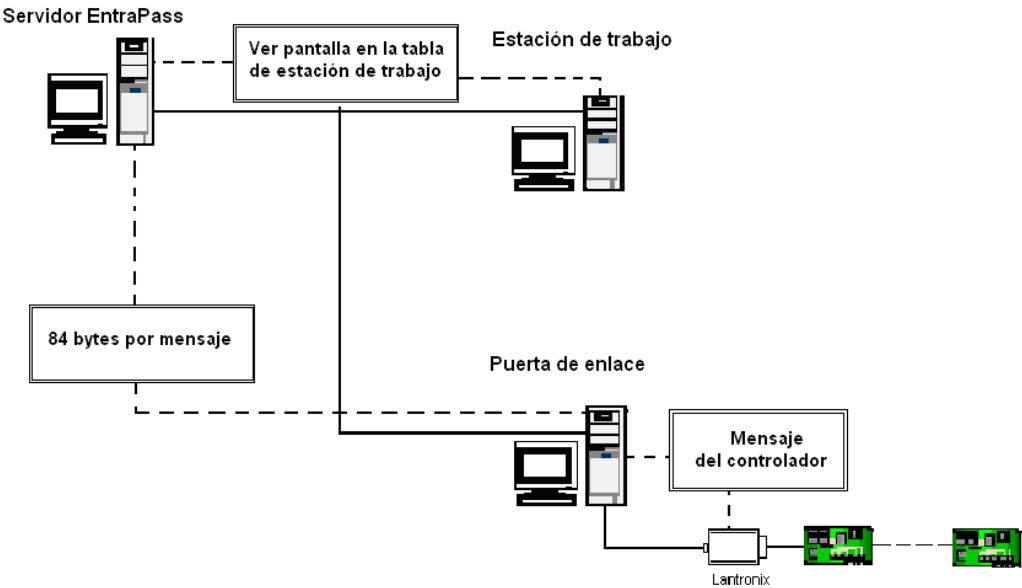 Servidor EntraPass
Ver pantalla en la tabla
de estación de trabajo
Estación de trabajo
84 bytes por mensaje
Puerta de enlace
Mensaje
del controlador
Lantronix